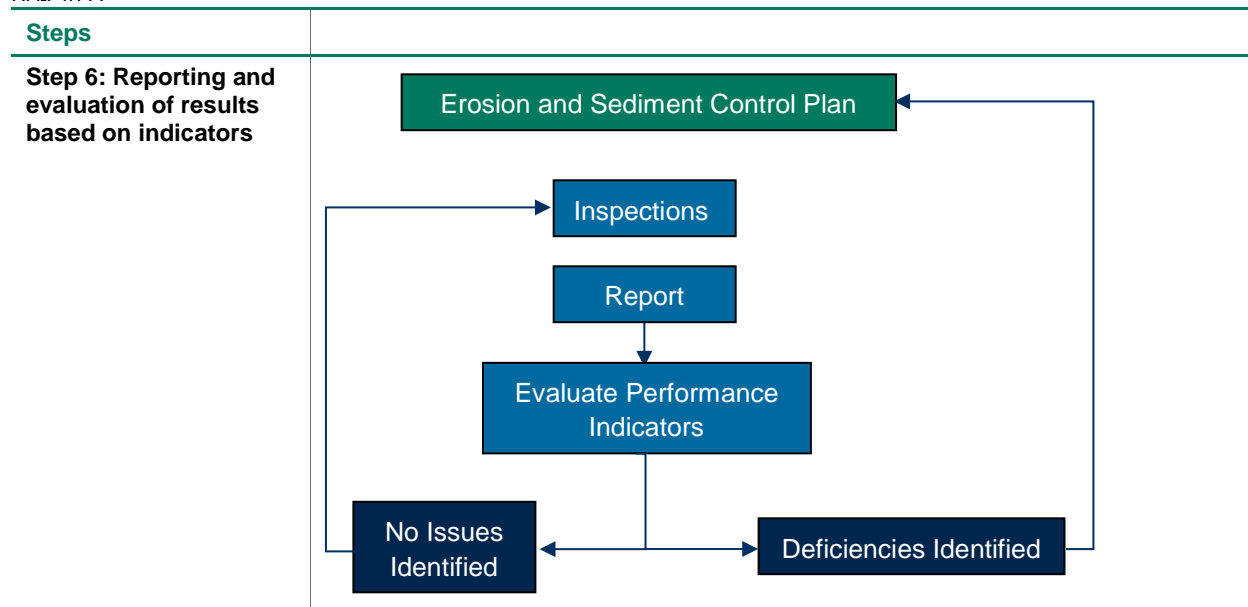 Steps
Step 6: Reporting and
evaluation of results
based on indicators
Erosion and Sediment Control Plan
Inspections
Report
Evaluate Performance
Indicators
No Issues
Identified
Deficiencies Identified